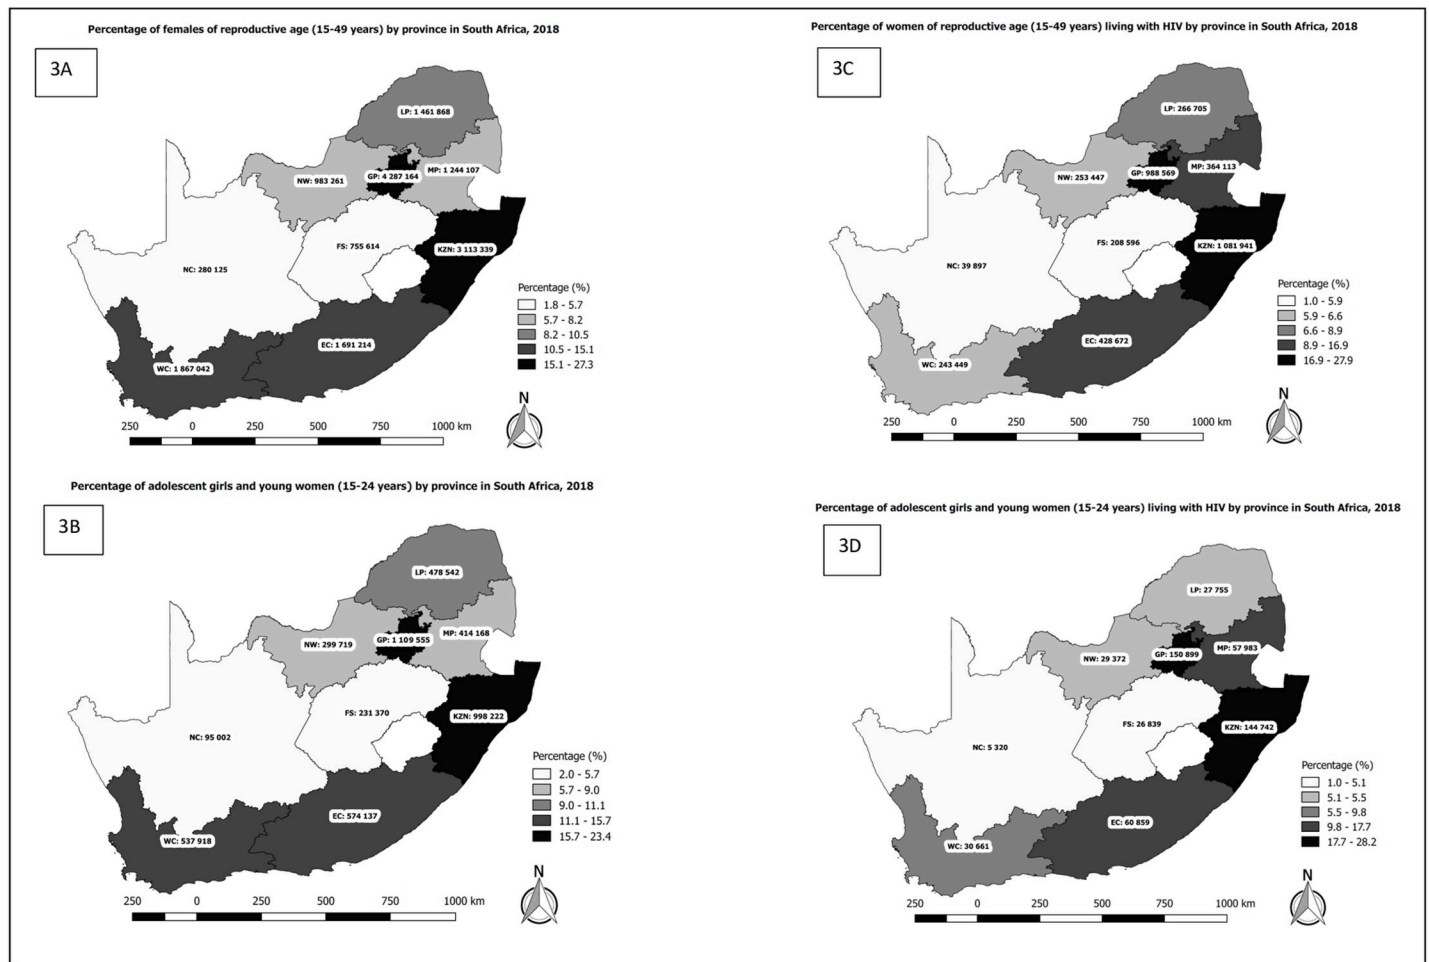 Percentage of females of reproductive age (15-49 years) by province in South Africa, 2018
3A
LP: 1 461 868
MP: 1 244 107
GP: 4 287 164
NW: 983 261
FS: 755 614
KZN: 3 113 339
NC: 280 125
EC: 1 691 214
WC: 1 867 042
Percentage (%)
1.8 - 5.7
5.7 - 8.2
8.2 - 10.5
10.5 - 15.1
15.1 - 27.3
N
250 0 250 500 750 1000 km
Percentage of women of reproductive age (15-49 years) living with HIV by province in South Africa, 2018
3C
LP: 266 705
MP: 364 113
GP: 988 569
NW: 253 447
FS: 208 596
KZN: 1 081 941
NC: 39 897
EC: 428 672
WC: 243 449
Percentage (%)
1.0 - 5.9
5.9 - 6.6
6.6 - 8.9
8.9 - 16.9
16.9 - 27.9
N
250 0 250 500 750 1000 km
Percentage of adolescent girls and young women (15-24 years) by province in South Africa, 2018
3B
LP: 478 542
MP: 414 168
GP: 1 109 555
NW: 299 719
FS: 231 370
KZN: 998 222
NC: 95 002
EC: 574 137
WC: 537 918
Percentage (%)
2.0 - 5.7
5.7 - 9.0
9.0 - 11.1
11.1 - 15.7
15.7 - 23.4
N
250 0 250 500 750 1000 km
Percentage of adolescent girls and young women (15-24 years) living with HIV by province in South Africa, 2018
3D
LP: 27 755
MP: 57 983
GP: 150 899
NW: 29 372
FS: 26 839
KZN: 144 742
NC: 5 320
EC: 60 859
WC: 30 661
Percentage (%)
1.0 - 5.1
5.1 - 5.5
5.5 - 9.8
9.8 - 17.7
17.7 - 28.2
N
250 0 250 500 750 1000 km